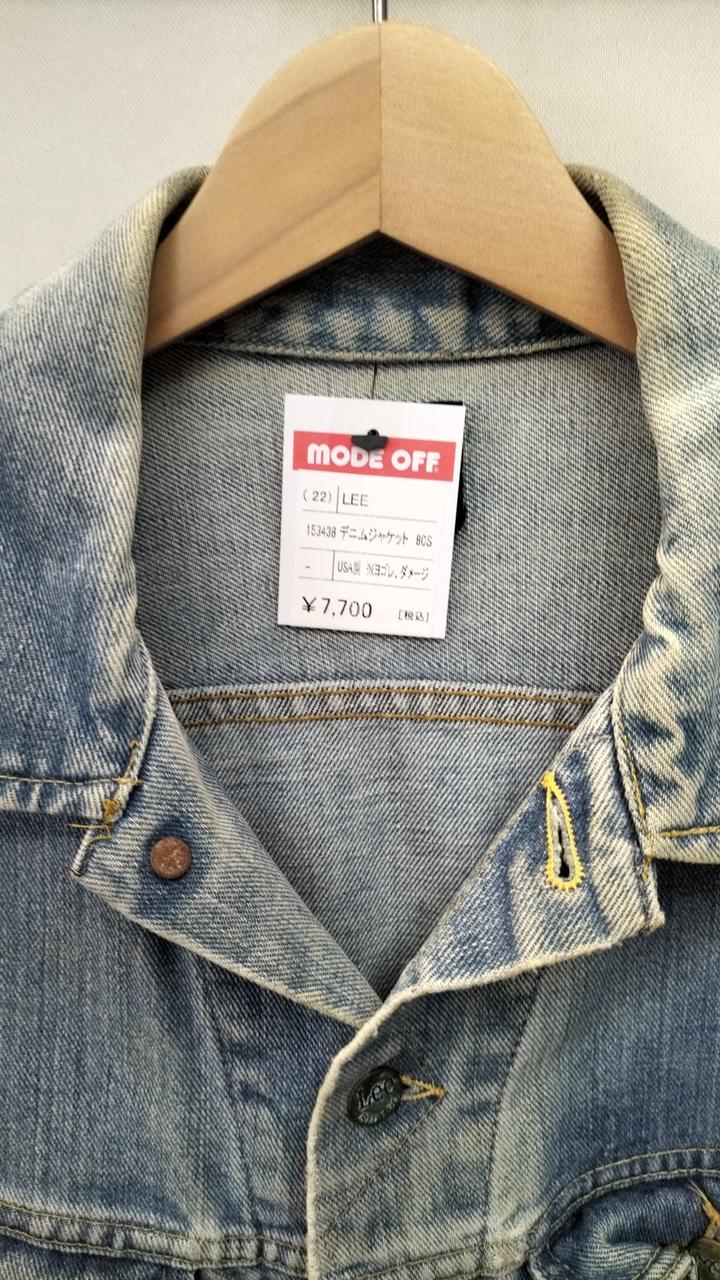 MODE OFF
(22) LEE
153438 デニムジャケット 8CS
- USA製 ※ヨゴレ、ダメージ
¥7,700 [税込]
Lee